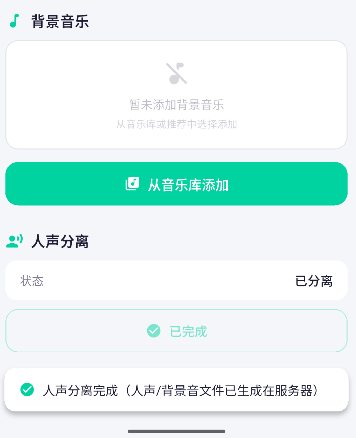 背景音乐
暂未添加背景音乐
从音乐库或推荐中选择添加
从音乐库添加
人声分离
状态 已分离
已完成
人声分离完成（人声/背景音文件已生成在服务器）